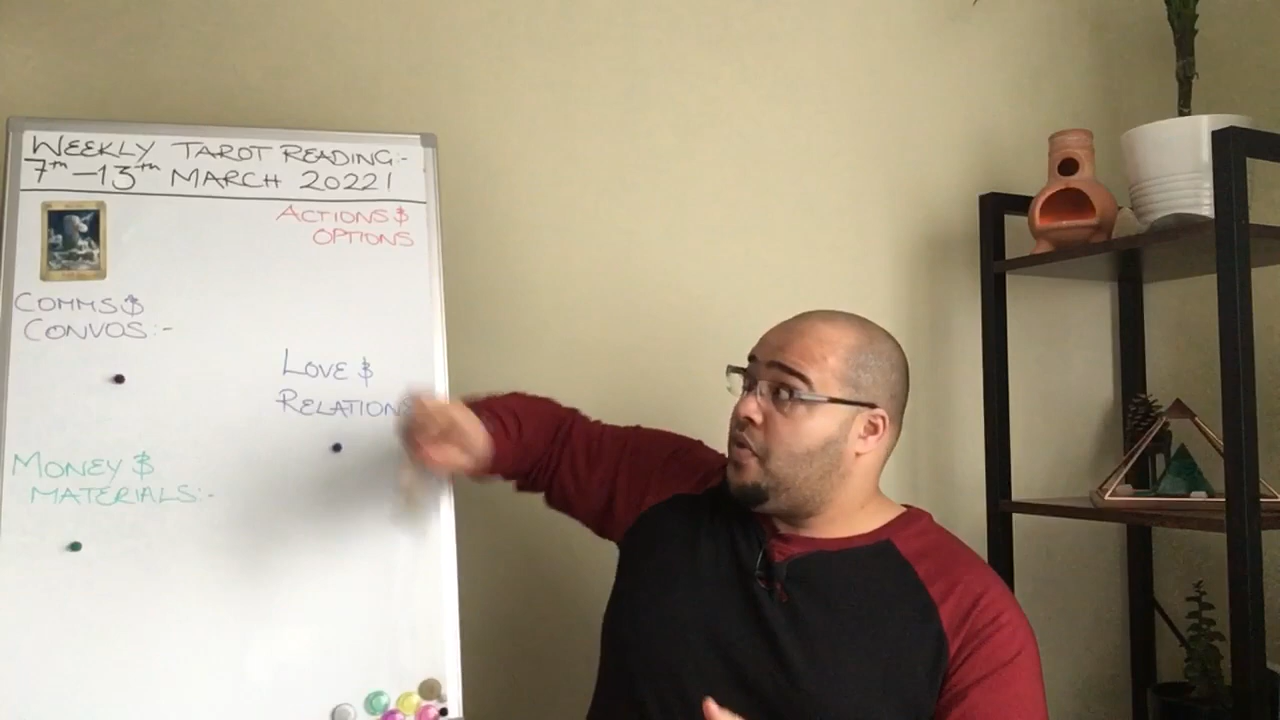 WEEKLY TAROT READING:-
7th-13th MARCH 2022!
ACTIONS &
OPTIONS
COMMS &
CONVOS:-
LOVE &
RELATIONS
MONEY &
MATERIALS:-